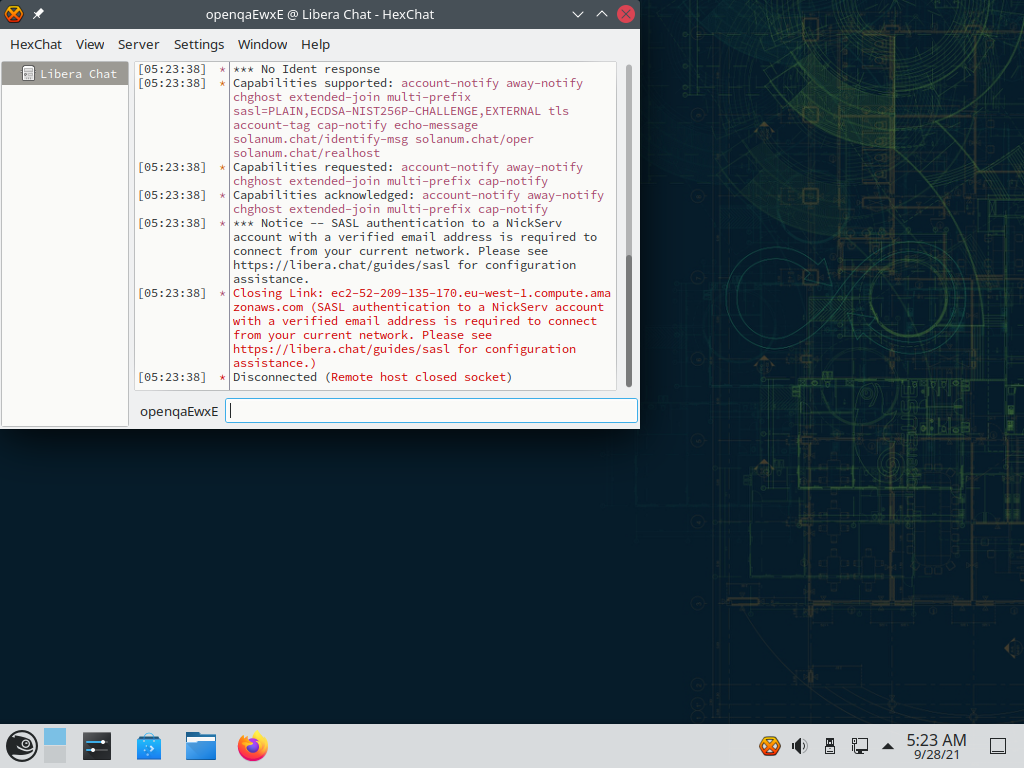 openqaEwxE @ Libera Chat - HexChat
HexChat View Server Settings Window Help
Libera Chat
[05:23:38] * *** No Ident response
[05:23:38] * Capabilities supported: account-notify away-notify
chghost extended-join multi-prefix
sasl=PLAIN,ECDSA-NIST256P-CHALLENGE,EXTERNAL tls
account-tag cap-notify echo-message
solanum.chat/identify-msg solanum.chat/oper
solanum.chat/realhost
[05:23:38] * Capabilities requested: account-notify away-notify
chghost extended-join multi-prefix cap-notify
[05:23:38] * Capabilities acknowledged: account-notify away-notify
chghost extended-join multi-prefix cap-notify
[05:23:38] * *** Notice -- SASL authentication to a NickServ
account with a verified email address is required to
connect from your current network. Please see
https://libera.chat/guides/sasl for configuration
assistance.
[05:23:38] * Closing Link: ec2-52-209-135-170.eu-west-1.compute.ama
zonaws.com (SASL authentication to a NickServ account
with a verified email address is required to connect
from your current network. Please see
https://libera.chat/guides/sasl for configuration
assistance.)
[05:23:38] * Disconnected (Remote host closed socket)
openqaEwxE
5:23 AM
9/28/21